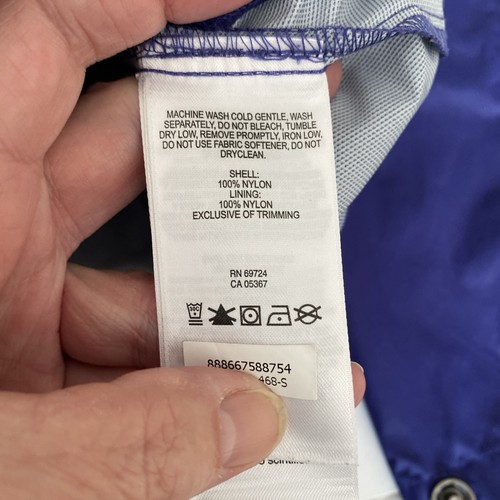 MACHINE WASH COLD GENTLE, WASH
SEPARATELY, DO NOT BLEACH, TUMBLE
DRY LOW, REMOVE PROMPTLY, IRON LOW.
DO NOT USE FABRIC SOFTENER, DO NOT
DRYCLEAN.
SHELL:
100% NYLON
LINING:
100% NYLON
EXCLUSIVE OF TRIMMING
RN 69724
CA 05367
30C
888667588754
468-S